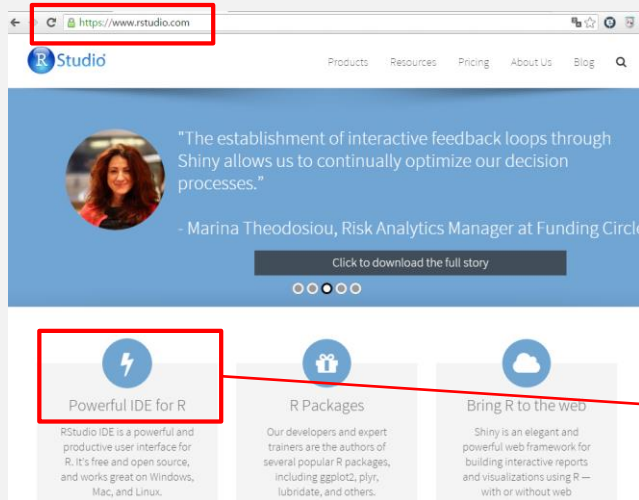 https://www.rstudio.com
R Studio
Products Resources Pricing About Us Blog
"The establishment of interactive feedback loops through
Shiny allows us to continually optimize our decision
processes."
- Marina Theodosiou, Risk Analytics Manager at Funding Circle
Click to download the full story
Powerful IDE for R
RStudio IDE is a powerful and
productive user interface for
R. It's free and open source,
and works great on Windows,
Mac, and Linux.
R Packages
Our developers and expert
trainers are the authors of
several popular R packages,
including ggplot2, plyr,
lubridate, and others.
Bring R to the web
Shiny is an elegant and
powerful web framework for
building interactive reports
and visualizations using R —
with or without web